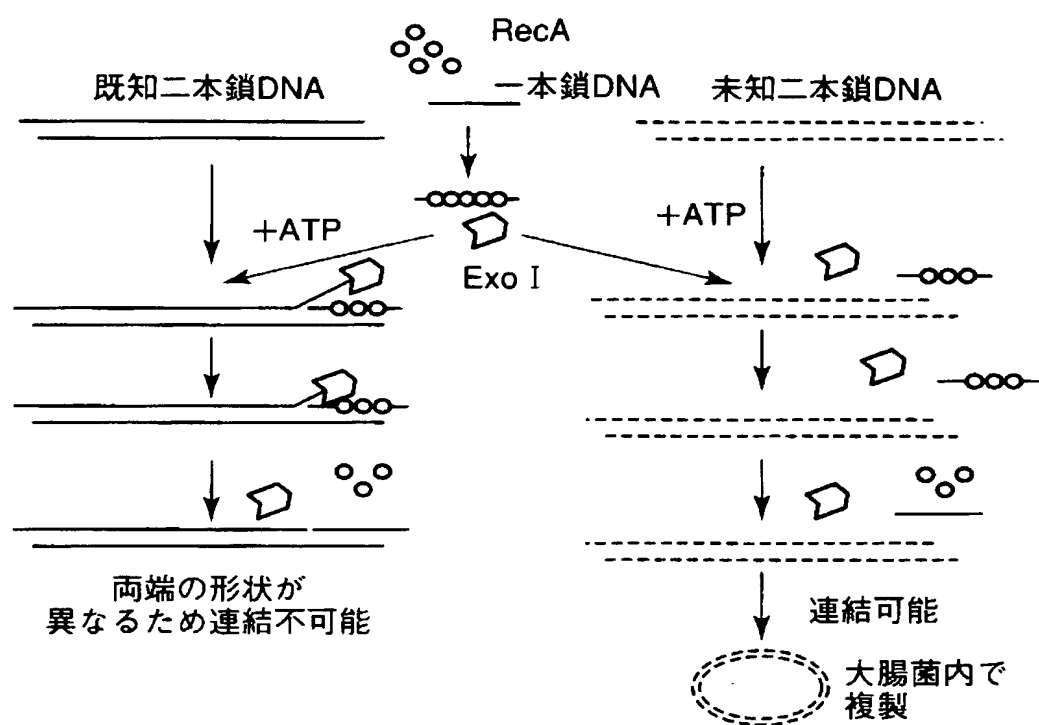 RecA
既知二本鎖DNA
一本鎖DNA
未知二本鎖DNA
+ATP
+ATP
Exo I
両端の形状が
異なるため連結不可能
連結可能
大腸菌内で
複製